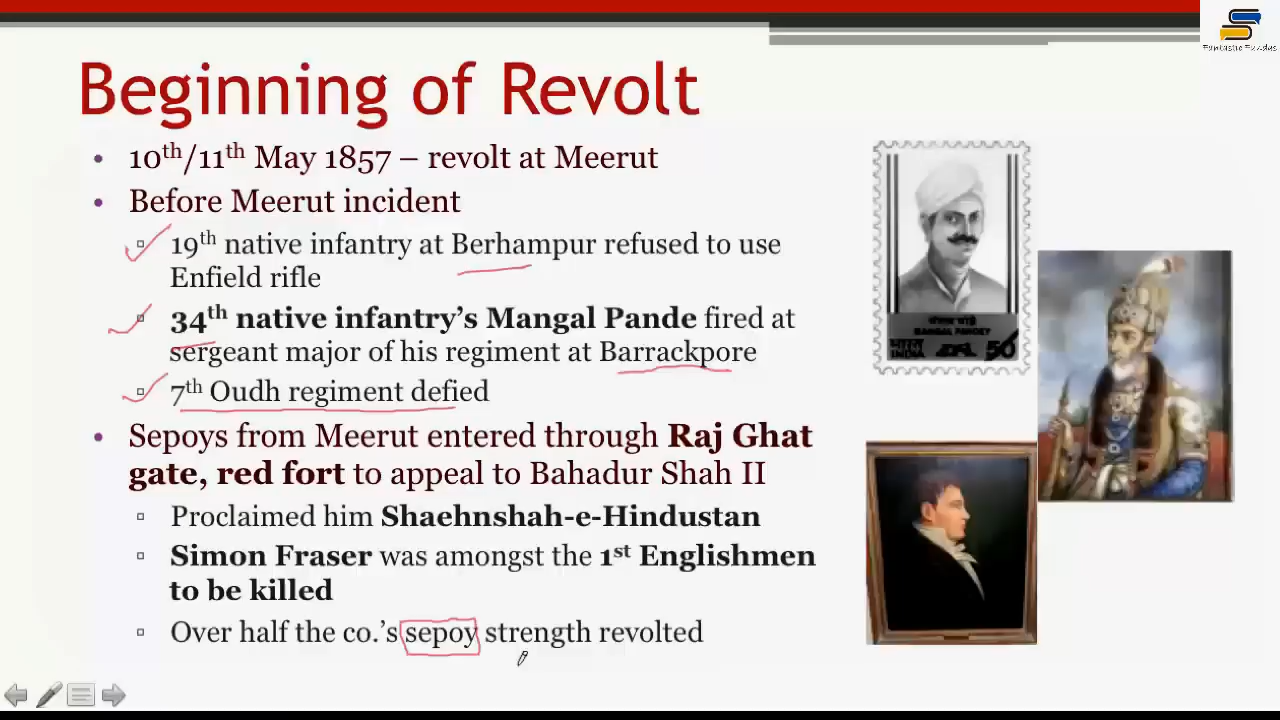 Beginning of Revolt
• 10th/11th May 1857 – revolt at Meerut
• Before Meerut incident
▫ 19th native infantry at Berhampur refused to use
Enfield rifle
▫ 34th native infantry's Mangal Pande fired at
sergeant major of his regiment at Barrackpore
▫ 7th Oudh regiment defied
• Sepoys from Meerut entered through Raj Ghat
gate, red fort to appeal to Bahadur Shah II
▫ Proclaimed him Shaehnshah-e-Hindustan
▫ Simon Fraser was amongst the 1st Englishmen
to be killed
▫ Over half the co.'s sepoy strength revolted
MANGAL PANDEY
INDIA